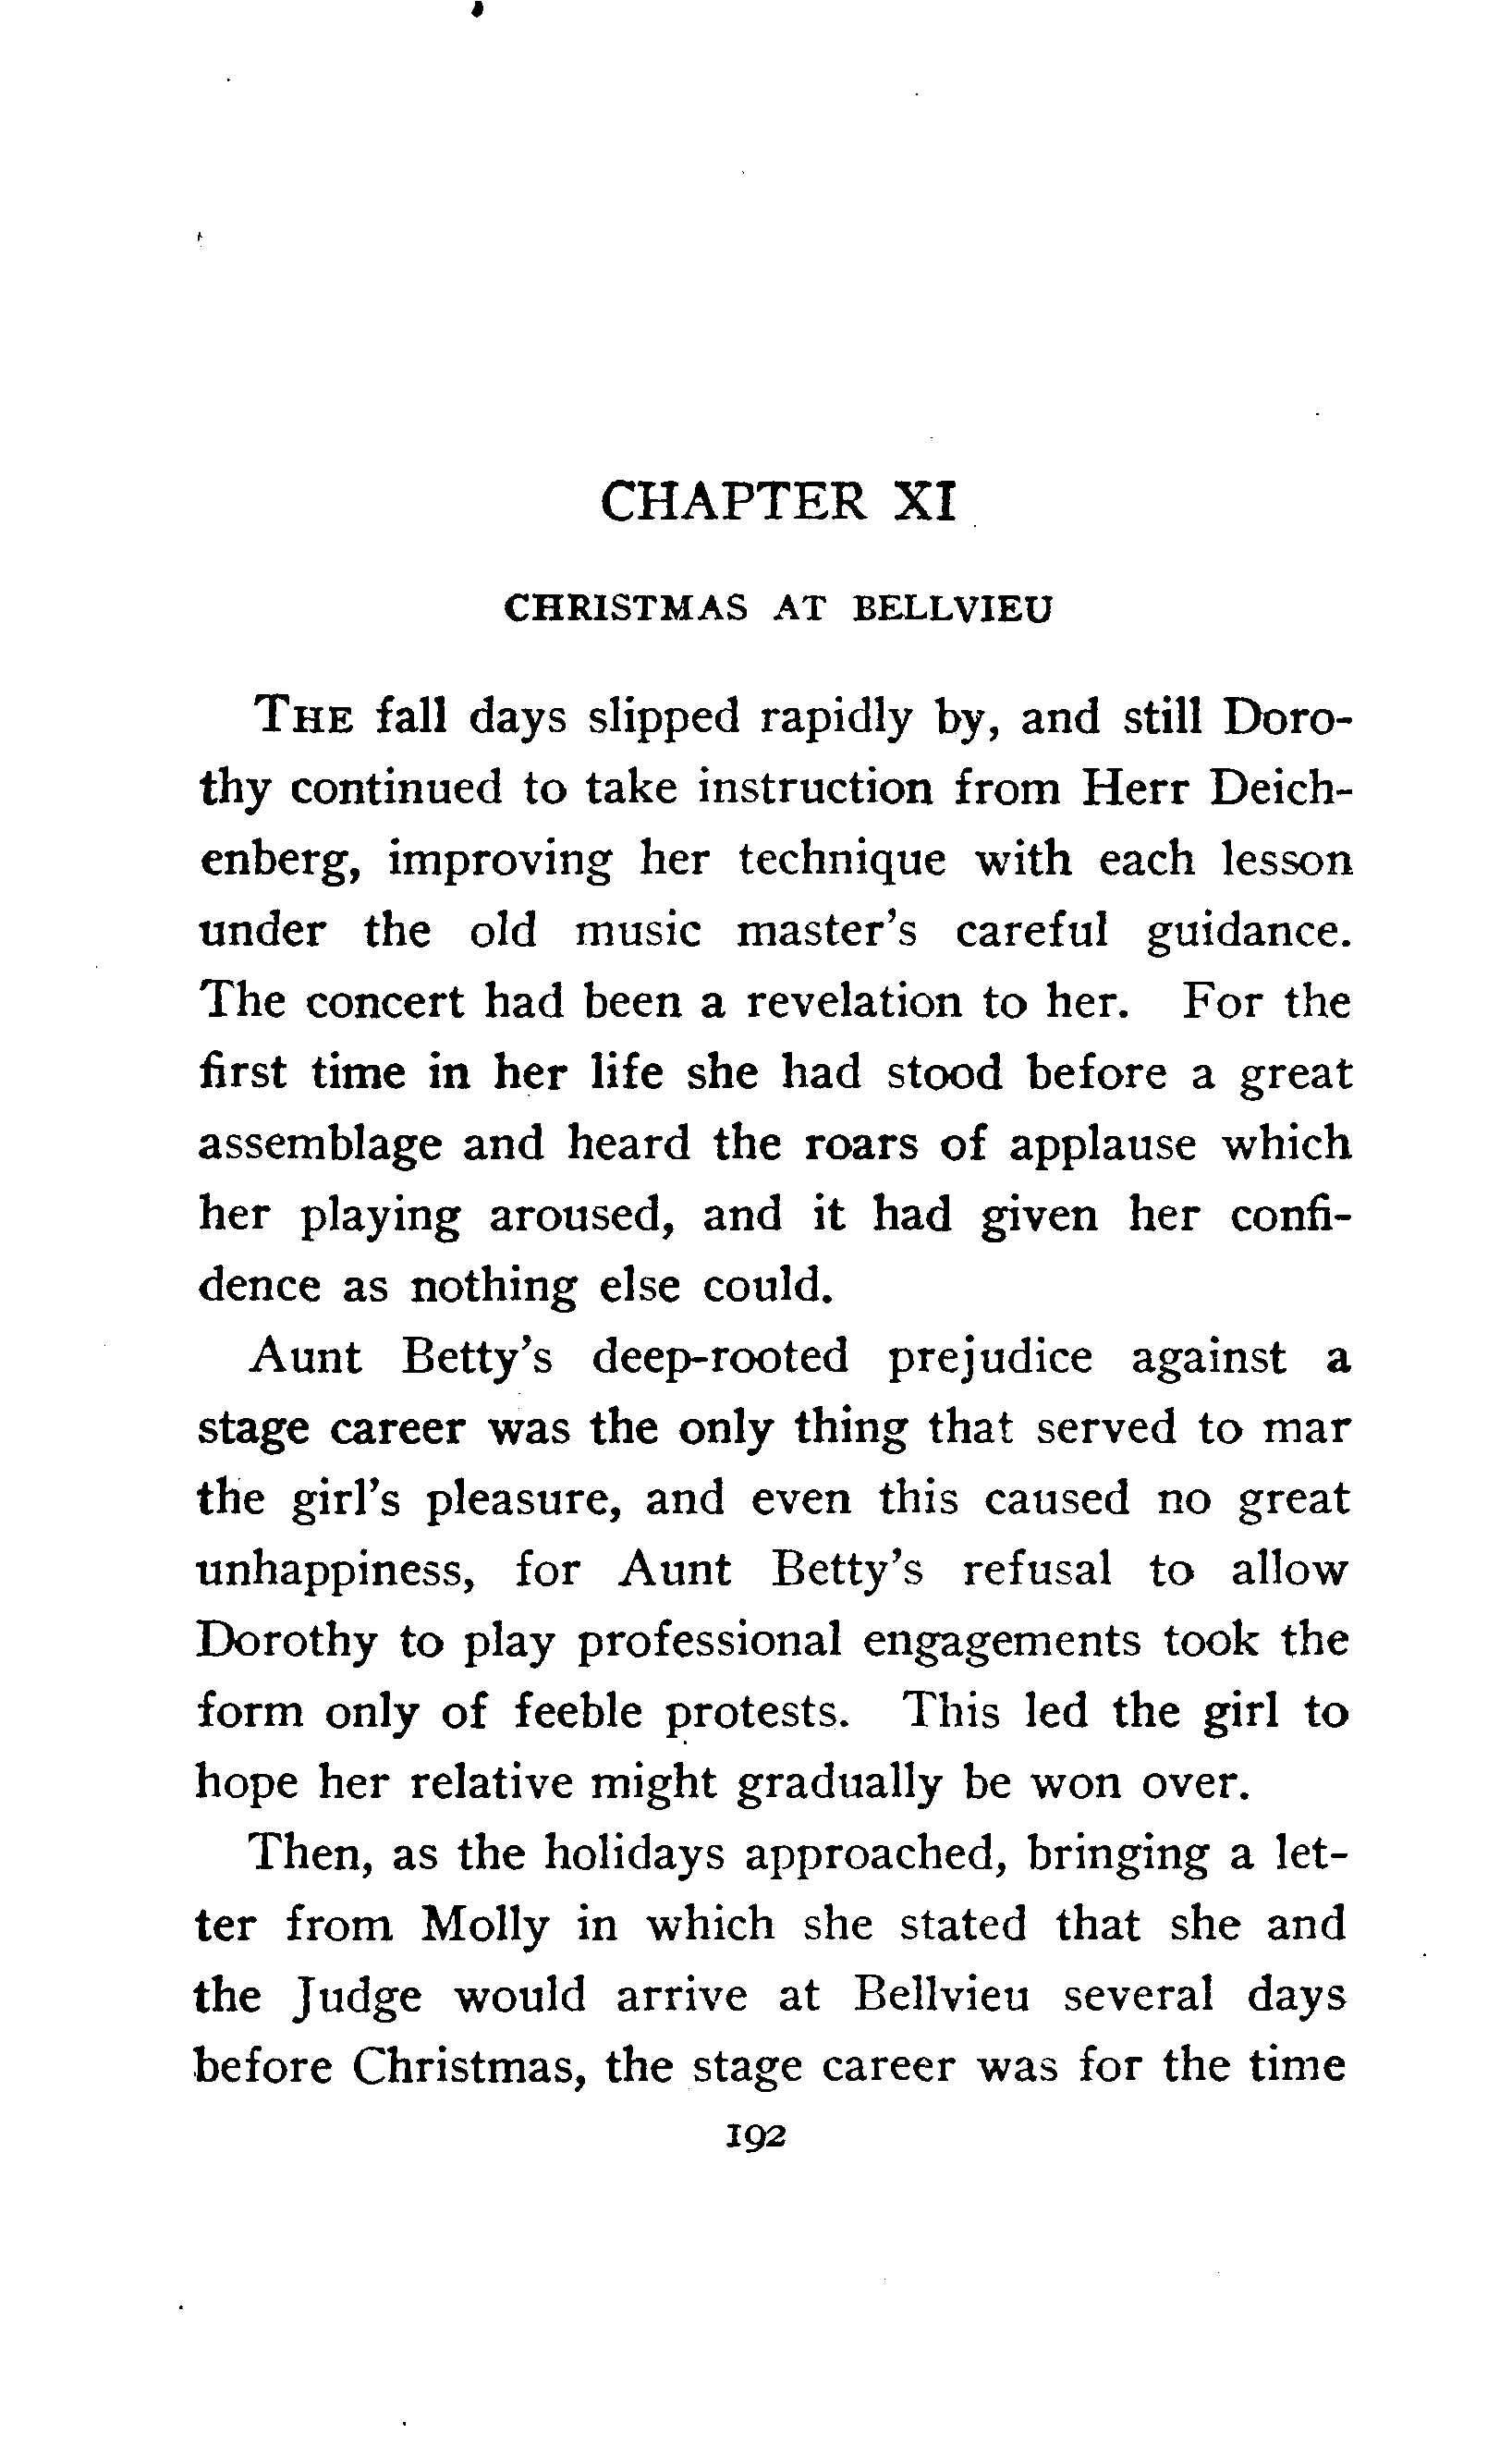 CHAPTER XI
CHRISTMAS AT BELLVIEU
THE fall days slipped rapidly by, and still Doro-
thy continued to take instruction from Herr Deich-
enberg, improving her technique with each lesson
under the old music master's careful guidance.
The concert had been a revelation to her. For the
first time in her life she had stood before a great
assemblage and heard the roars of applause which
her playing aroused, and it had given her confi-
dence as nothing else could.
Aunt Betty's deep-rooted prejudice against a
stage career was the only thing that served to mar
the girl's pleasure, and even this caused no great
unhappiness, for Aunt Betty's refusal to allow
Dorothy to play professional engagements took the
form only of feeble protests. This led the girl to
hope her relative might gradually be won over.
Then, as the holidays approached, bringing a let-
ter from Molly in which she stated that she and
the Judge would arrive at Bellvieu several days
before Christmas, the stage career was for the time
192